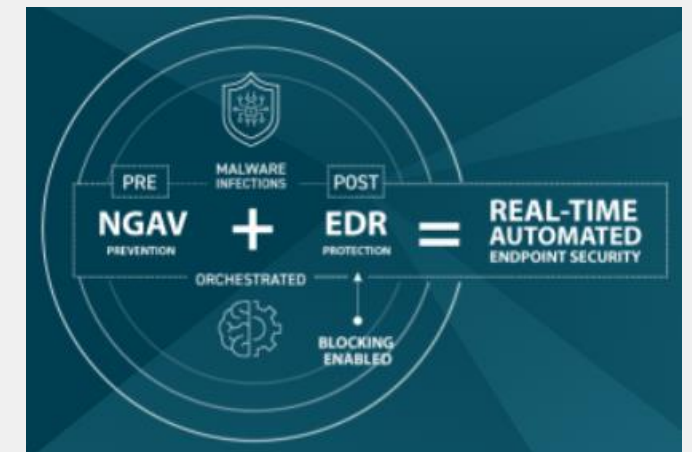 MALWARE
INFECTIONS
PRE
POST
NGAV
+
EDR
=
REAL-TIME
AUTOMATED
ENDPOINT SECURITY
PREVENTION
PROTECTION
ORCHESTRATED
BLOCKING
ENABLED